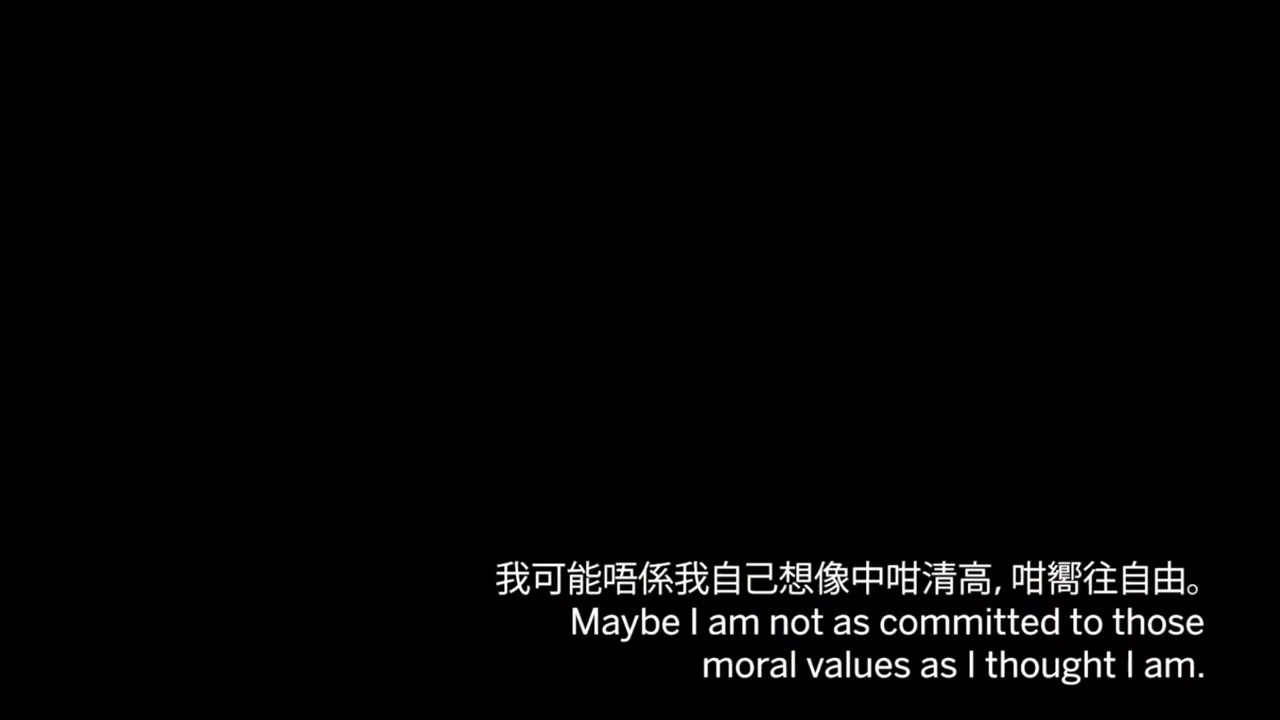 我可能唔係我自己想像中咁清高, 咁嚮往自由。
Maybe I am not as committed to those
moral values as I thought I am.